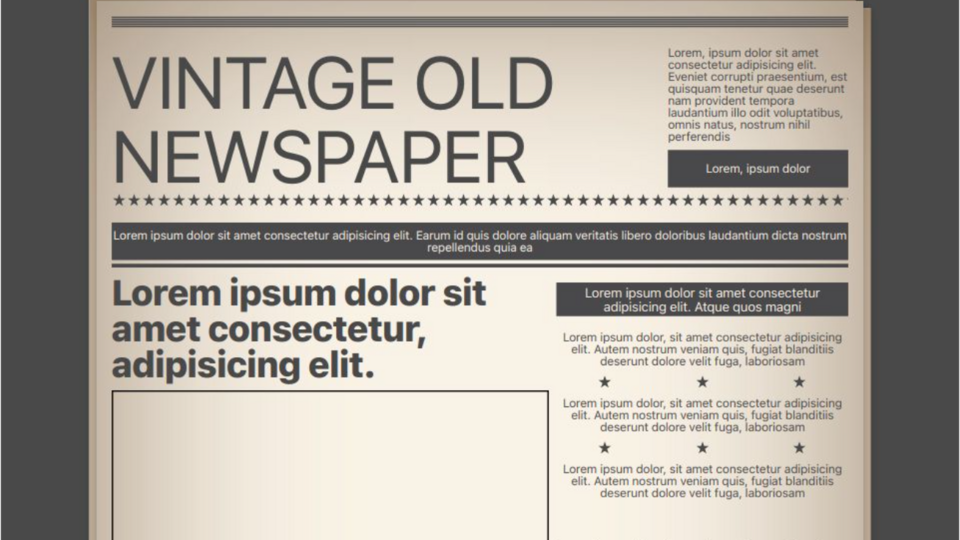 VINTAGE OLD
NEWSPAPER
Lorem, ipsum dolor sit amet
consectetur adipisicing elit.
Eveniet corrupti praesentium, est
quisquam tenetur quae deserunt
nam provident tempora
laudantium illo odit voluptatibus,
omnis natus, nostrum nihil
perferendis
Lorem, ipsum dolor
Lorem ipsum dolor sit amet consectetur adipisicing elit. Earum id quis dolore aliquam veritatis libero doloribus laudantium dicta nostrum
repellendus quia ea
Lorem ipsum dolor sit
amet consectetur,
adipisicing elit.
Lorem ipsum dolor sit amet consectetur
adipisicing elit. Atque quos magni
Lorem ipsum dolor, sit amet consectetur adipisicing
elit. Autem nostrum veniam quis, fugiat blanditiis
deserunt dolore velit fuga, laboriosam
Lorem ipsum dolor, sit amet consectetur adipisicing
elit. Autem nostrum veniam quis, fugiat blanditiis
deserunt dolore velit fuga, laboriosam
Lorem ipsum dolor, sit amet consectetur adipisicing
elit. Autem nostrum veniam quis, fugiat blanditiis
deserunt dolore velit fuga, laboriosam